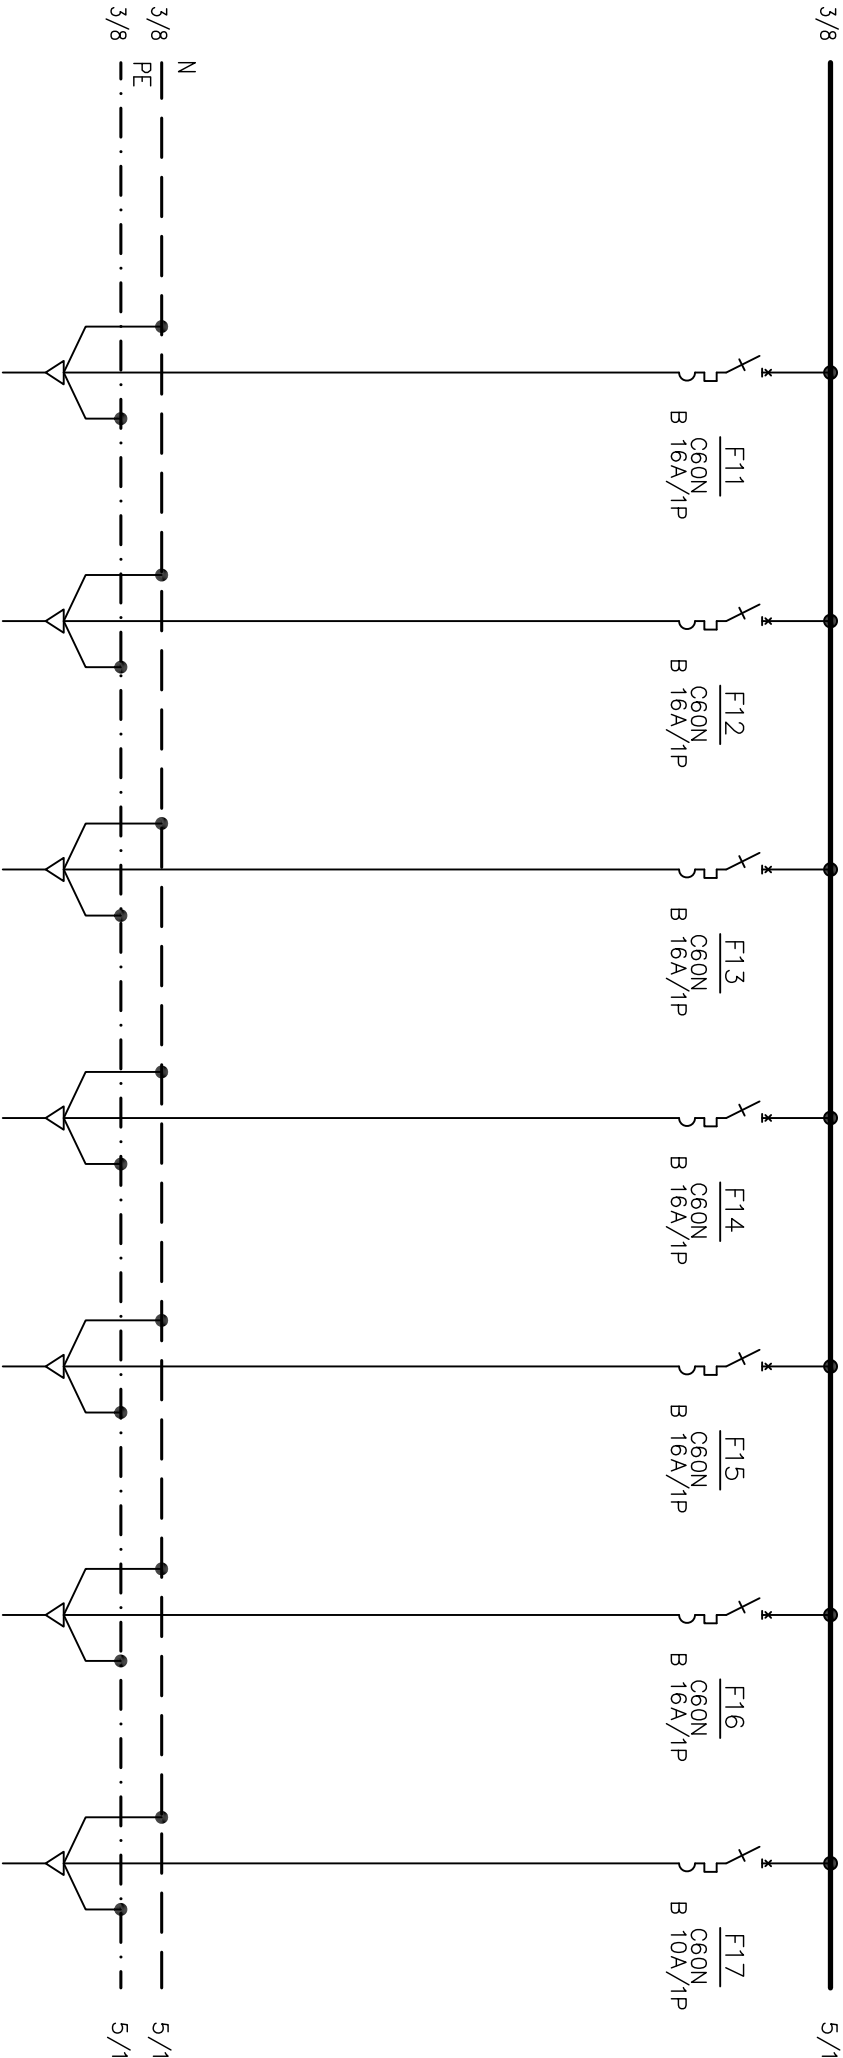 3/8
F11
C60N
B 16A/1P
F12
C60N
B 16A/1P
F13
C60N
B 16A/1P
F14
C60N
B 16A/1P
F15
C60N
B 16A/1P
F16
C60N
B 16A/1P
F17
C60N
B 10A/1P
5/1
N
3/8
5/1
PE
3/8
5/1